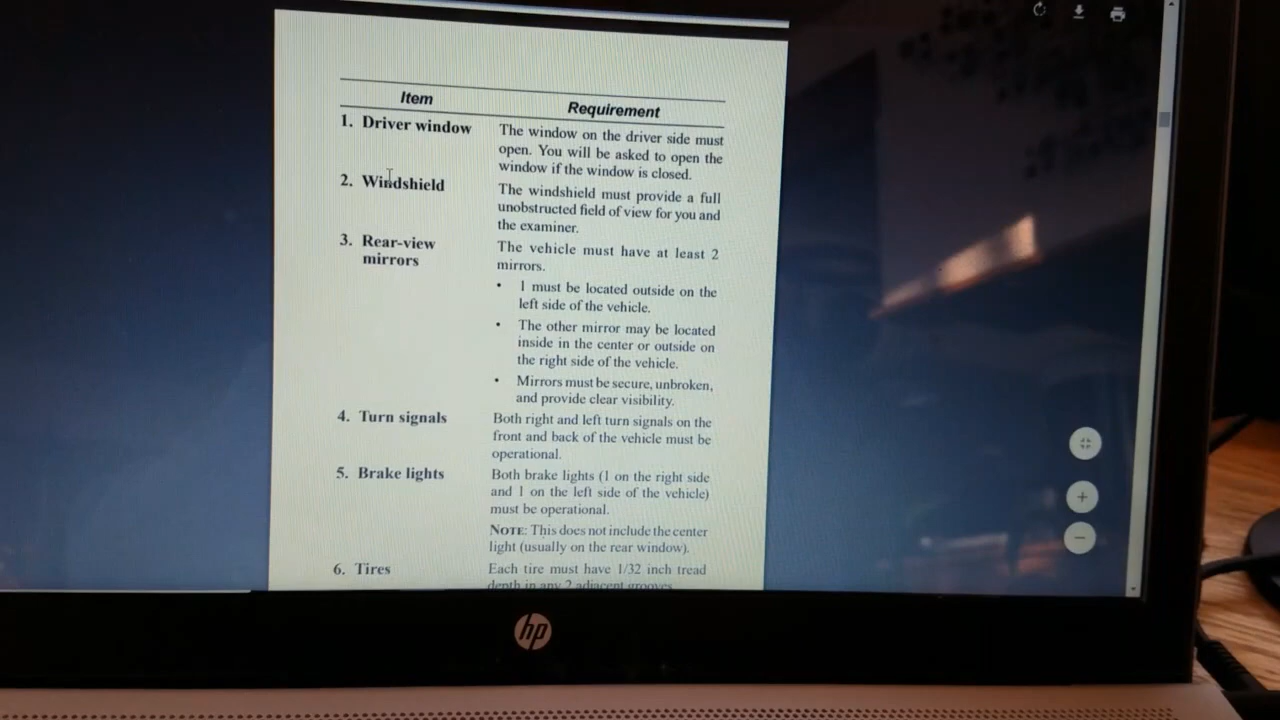 Item Requirement
1. Driver window The window on the driver side must
open. You will be asked to open the
window if the window is closed.
2. Windshield The windshield must provide a full
unobstructed field of view for you and
the examiner.
3. Rear-view The vehicle must have at least 2
mirrors mirrors.
• 1 must be located outside on the
left side of the vehicle.
• The other mirror may be located
inside in the center or outside on
the right side of the vehicle.
• Mirrors must be secure, unbroken,
and provide clear visibility.
4. Turn signals Both right and left turn signals on the
front and back of the vehicle must be
operational.
5. Brake lights Both brake lights (1 on the right side
and 1 on the left side of the vehicle)
must be operational.
NOTE: This does not include the center
light (usually on the rear window).
6. Tires Each tire must have 1/32 inch tread
depth in any 2 adjacent grooves
hp